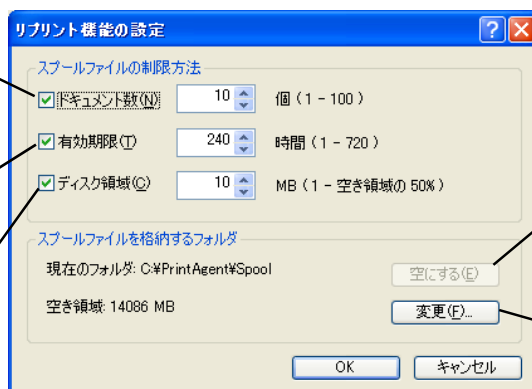 リプリント機能の設定
スプールファイルの制限方法
ドキュメント数(N) 10 個 (1 - 100)
有効期限(T) 240 時間 (1 - 720)
ディスク領域(C) 10 MB (1 - 空き領域の 50%)
スプールファイルを格納するフォルダ
現在のフォルダ: C:¥PrintAgent¥Spool
空にする(E)
空き領域: 14086 MB
変更(F)...
OK キャンセル